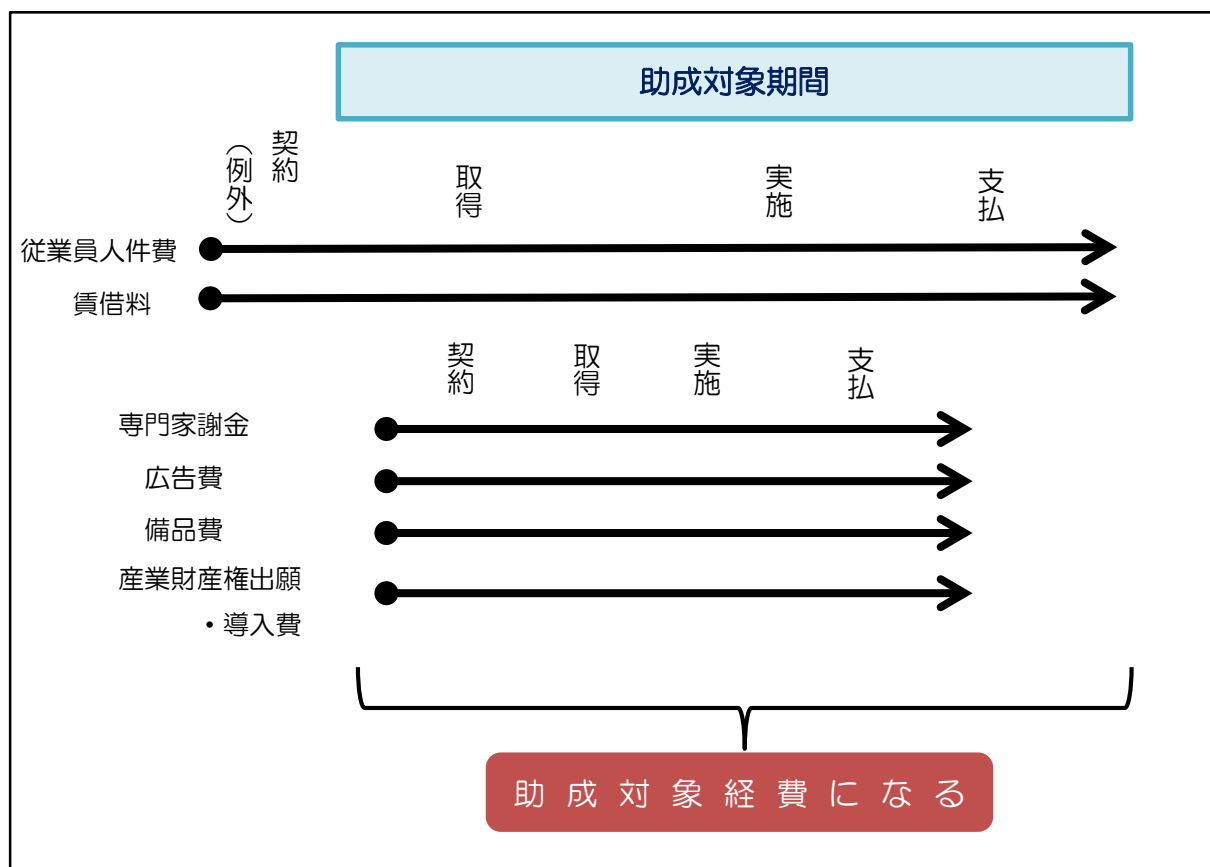 助成対象期間
契約
（例外）
取得
実施
支払
従業員人件費
賃借料
契約
取得
実施
支払
専門家謝金
広告費
備品費
産業財産権出願
・導入費
助成対象経費になる